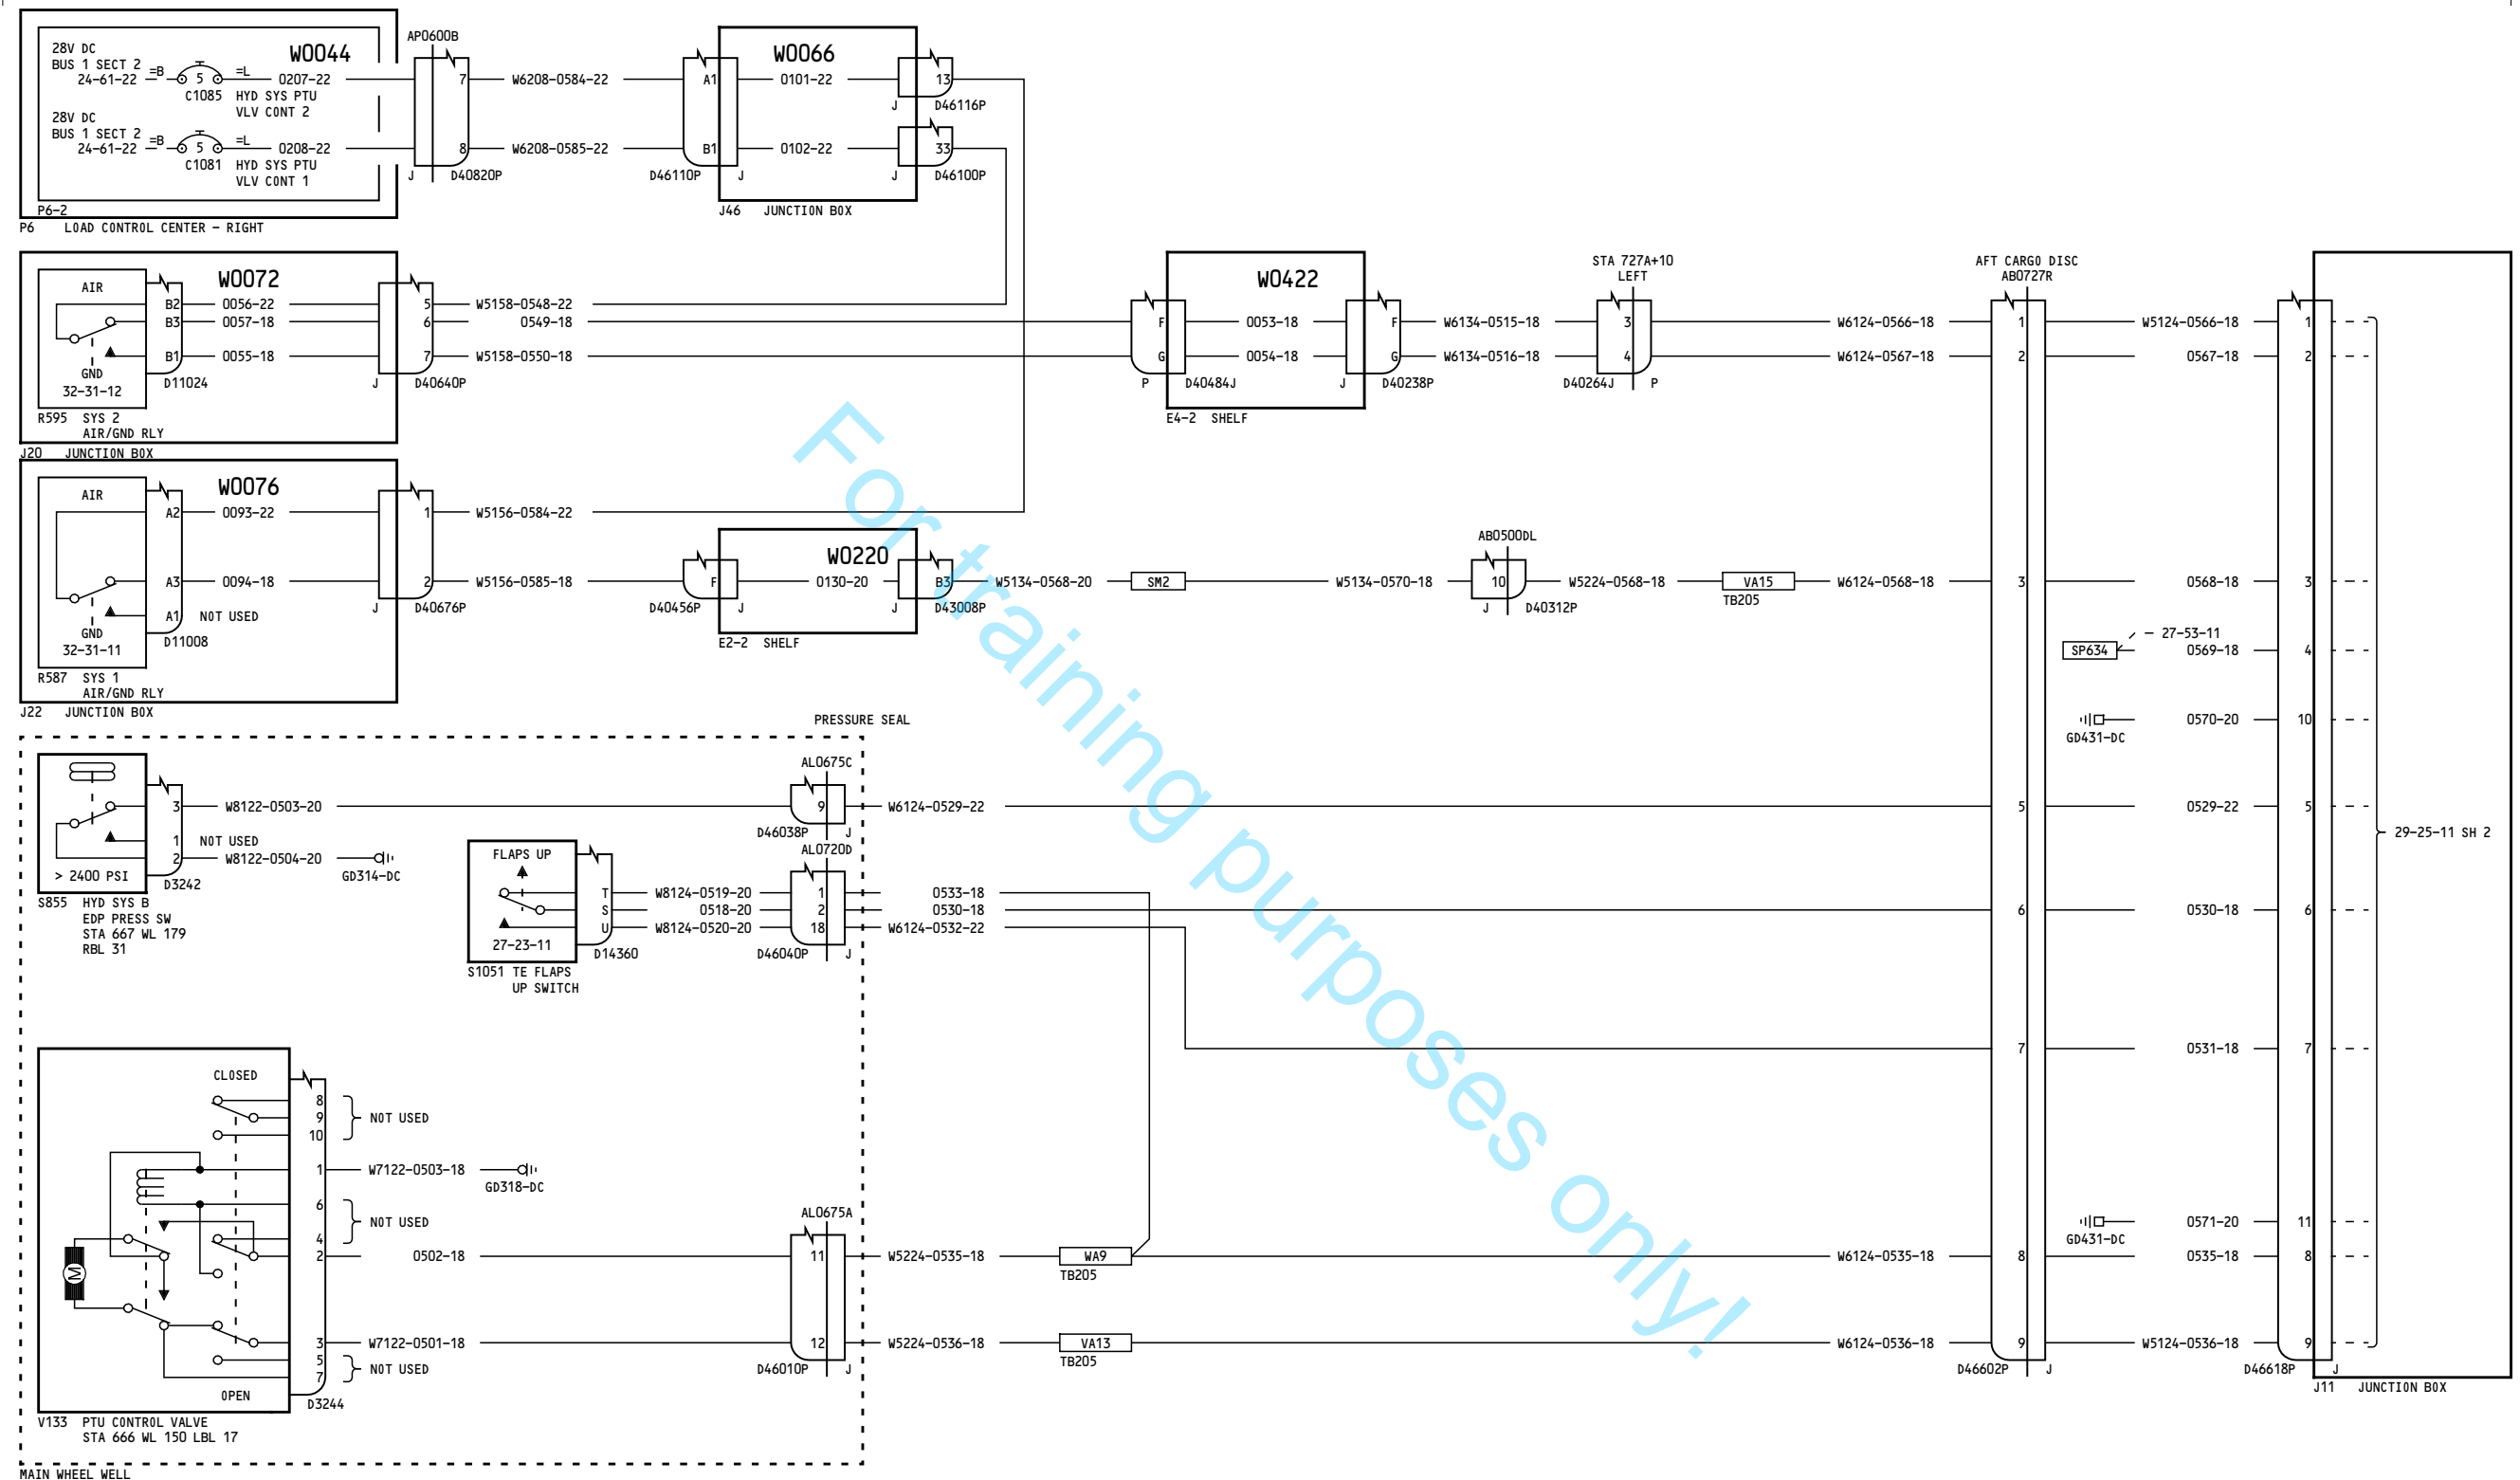 28V DC
BUS 1 SECT 2
24-61-22
=B
5
=L
0207-22
C1085
HYD SYS PTU
VLV CONT 2
W0044
28V DC
BUS 1 SECT 2
24-61-22
=B
5
=L
0208-22
C1081
HYD SYS PTU
VLV CONT 1
P6-2
P6 LOAD CONTROL CENTER – RIGHT
AP0600B
7
8
J
D40820P
W6208-0584-22
W6208-0585-22
A1
B1
D46110P
J
W0066
0101-22
0102-22
13
J
D46116P
33
J
D46100P
J46 JUNCTION BOX
AIR
GND
32-31-12
R595 SYS 2
AIR/GND RLY
B2
B3
B1
D11024
W0072
0056-22
0057-18
0055-18
5
6
7
J
D40640P
J20 JUNCTION BOX
W5158-0548-22
0549-18
W5158-0550-18
F
G
P
D40484J
W0422
0053-18
0054-18
F
G
J
D40238P
E4-2 SHELF
W6134-0515-18
W6134-0516-18
STA 727A+10
LEFT
3
4
D40264J
P
W6124-0566-18
W6124-0567-18
AFT CARGO DISC
AB0727R
1
2
3
5
6
7
8
9
D46602P
J
W5124-0566-18
0567-18
1
2
AIR
GND
32-31-11
R587 SYS 1
AIR/GND RLY
A2
A3
A1
D11008
W0076
0093-22
0094-18
NOT USED
1
2
J
D40676P
J22 JUNCTION BOX
W5156-0584-22
W5156-0585-18
F
D40456P
J
W0220
0130-20
B3
J
D43008P
E2-2 SHELF
W5134-0568-20
SM2
W5134-0570-18
AB0500DL
10
J
D40312P
W5224-0568-18
VA15
TB205
W6124-0568-18
0568-18
3
27-53-11
SP634
0569-18
4
GD431-DC
0570-20
10
PRESSURE SEAL
> 2400 PSI
S855 HYD SYS B
EDP PRESS SW
STA 667 WL 179
RBL 31
3
1
2
D3242
W8122-0503-20
NOT USED
W8122-0504-20
GD314-DC
AL0675C
9
D46038P
J
W6124-0529-22
0529-22
5
29-25-11 SH 2
FLAPS UP
27-23-11
S1051 TE FLAPS
UP SWITCH
T
S
U
D14360
W8124-0519-20
0518-20
W8124-0520-20
AL0720D
1
2
18
D46040P
J
0533-18
0530-18
W6124-0532-22
0530-18
6
0531-18
7
CLOSED
M
OPEN
V133 PTU CONTROL VALVE
STA 666 WL 150 LBL 17
8
9
10
1
6
4
2
3
5
7
D3244
NOT USED
W7122-0503-18
GD318-DC
NOT USED
0502-18
W7122-0501-18
NOT USED
AL0675A
11
12
D46010P
J
W5224-0535-18
WA9
TB205
W6124-0535-18
W5224-0536-18
VA13
TB205
W6124-0536-18
GD431-DC
0571-20
11
0535-18
8
W5124-0536-18
9
D46618P
J
J11 JUNCTION BOX
MAIN WHEEL WELL
For training purposes only!